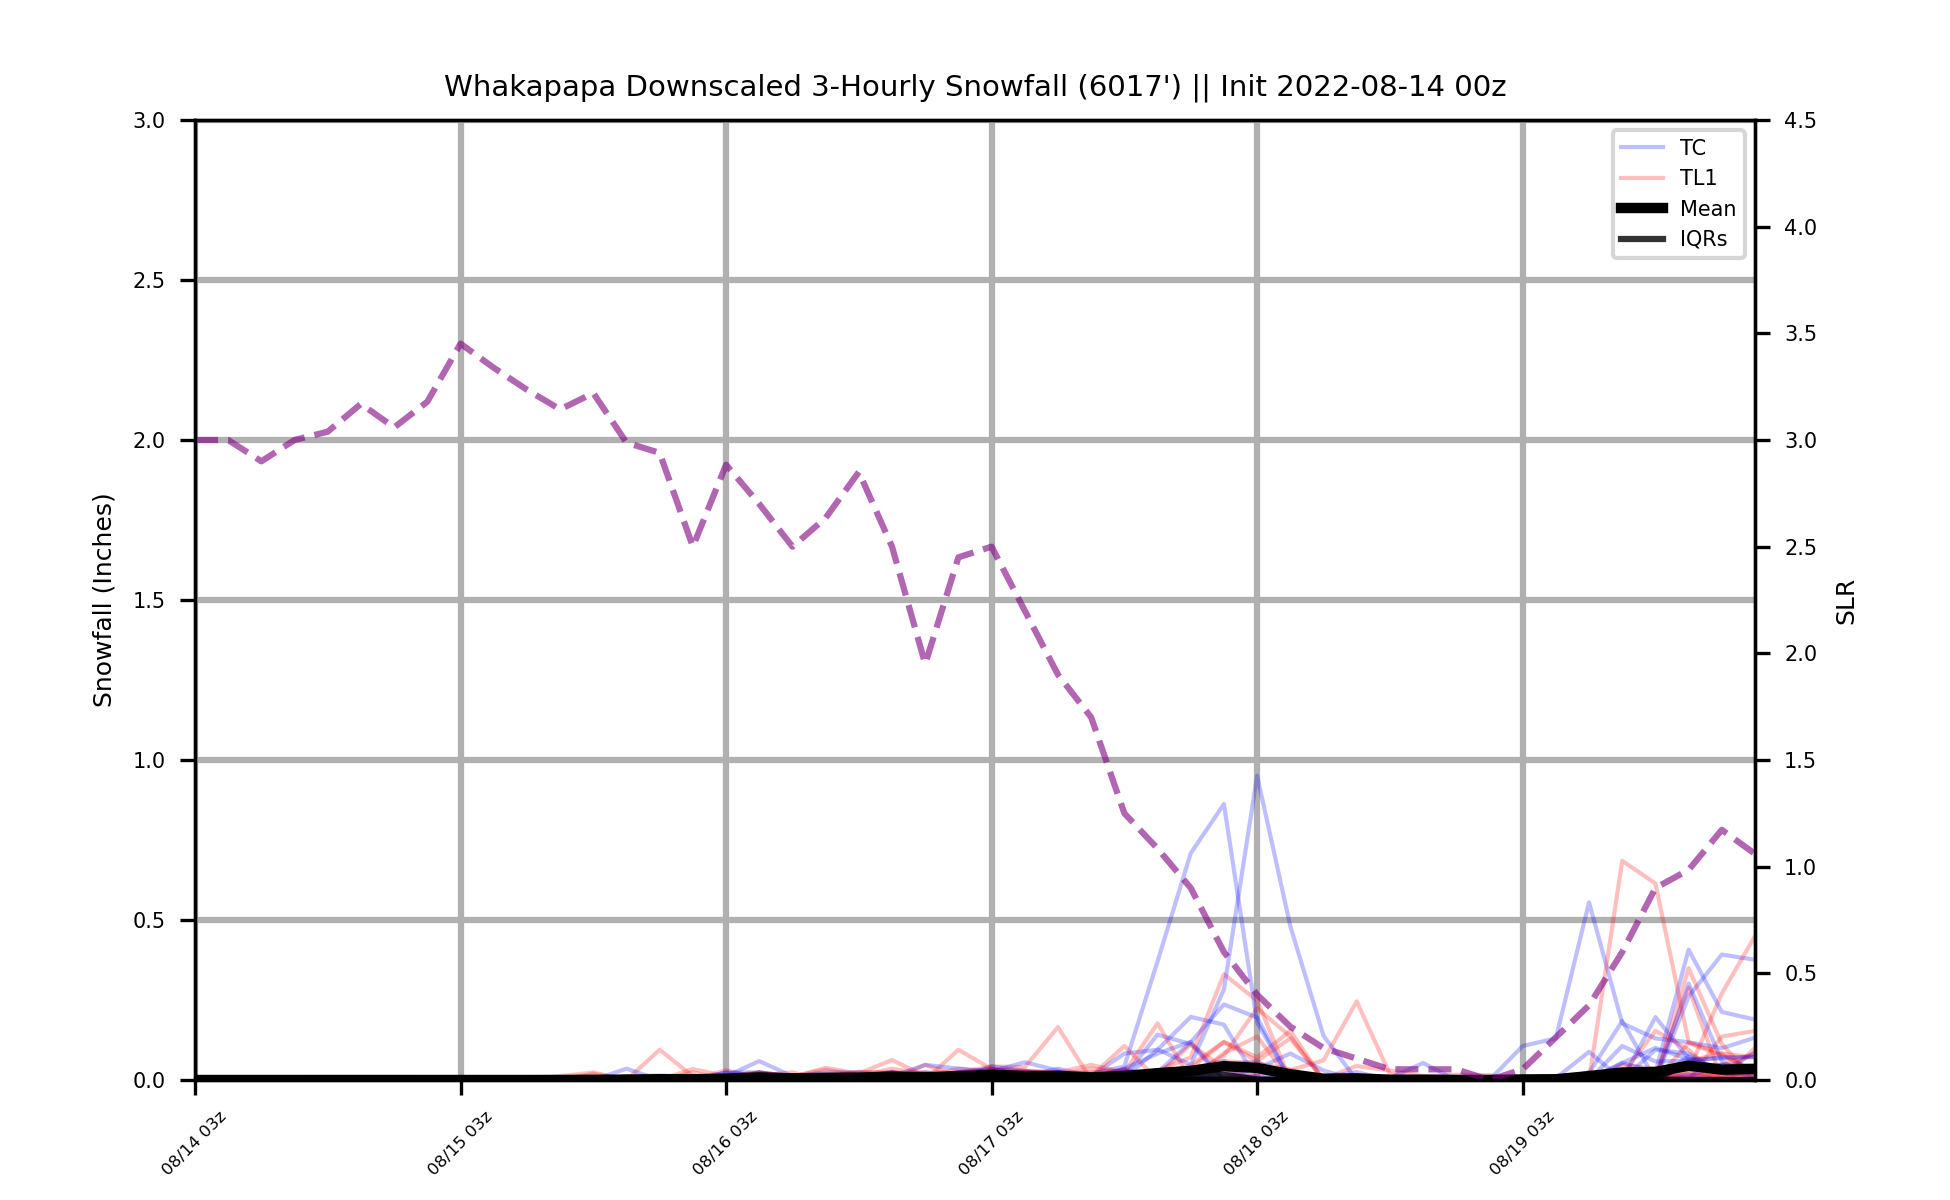 Whakapapa Downscaled 3-Hourly Snowfall (6017') || Init 2022-08-14 00z
3.0
2.5
2.0
1.5
1.0
0.5
0.0
Snowfall (Inches)
4.5
4.0
3.5
3.0
2.5
2.0
1.5
1.0
0.5
0.0
SLR
TC
TL1
Mean
IQRs
08/14 03z
08/15 03z
08/16 03z
08/17 03z
08/18 03z
08/19 03z